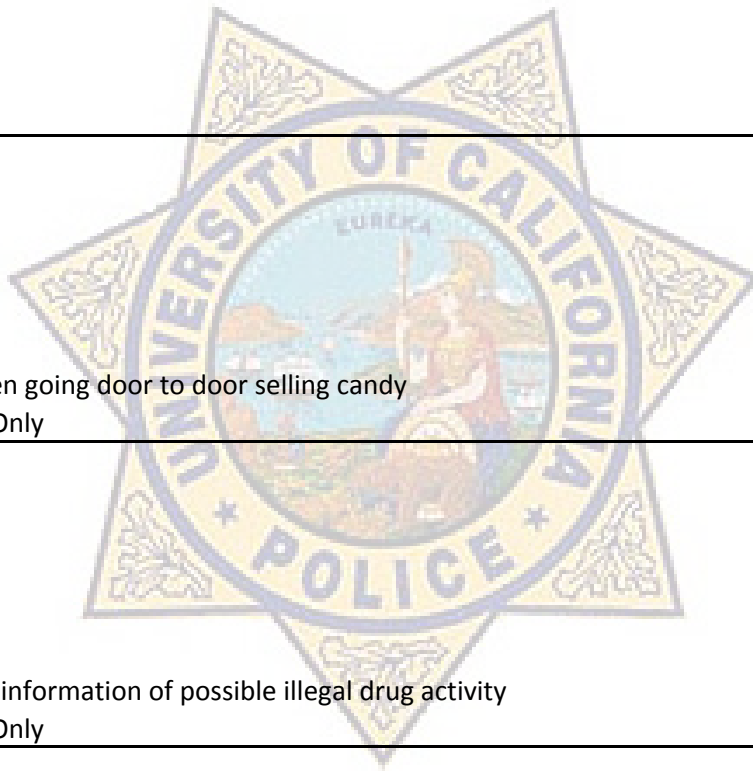 UNIVERSITY OF CALIFORNIA
EUREKA
en going door to door selling candy
Only
information of possible illegal drug activity
Only
POLICE